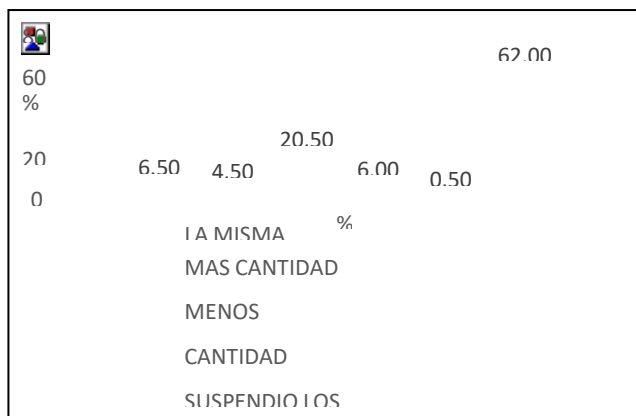 62.00
60
%
20.50
20
6.50 4.50 6.00 0.50
0
%
LA MISMA
MAS CANTIDAD
MENOS
CANTIDAD
SUSPENDIO LOS